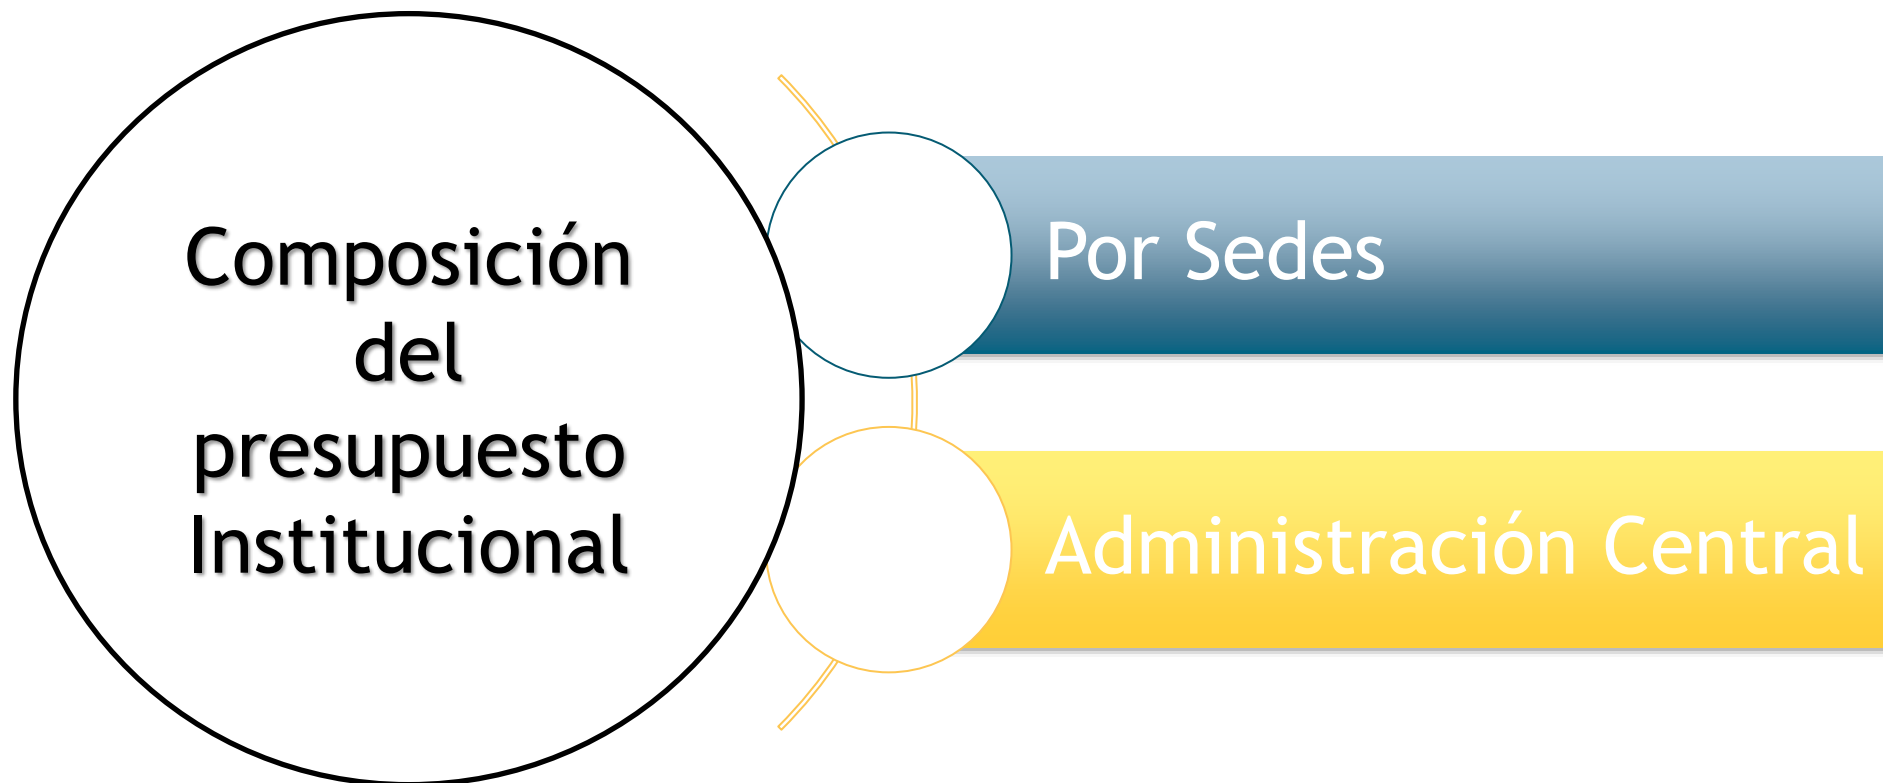 Composición
del
presupuesto
Institucional
Por Sedes
Administración Central